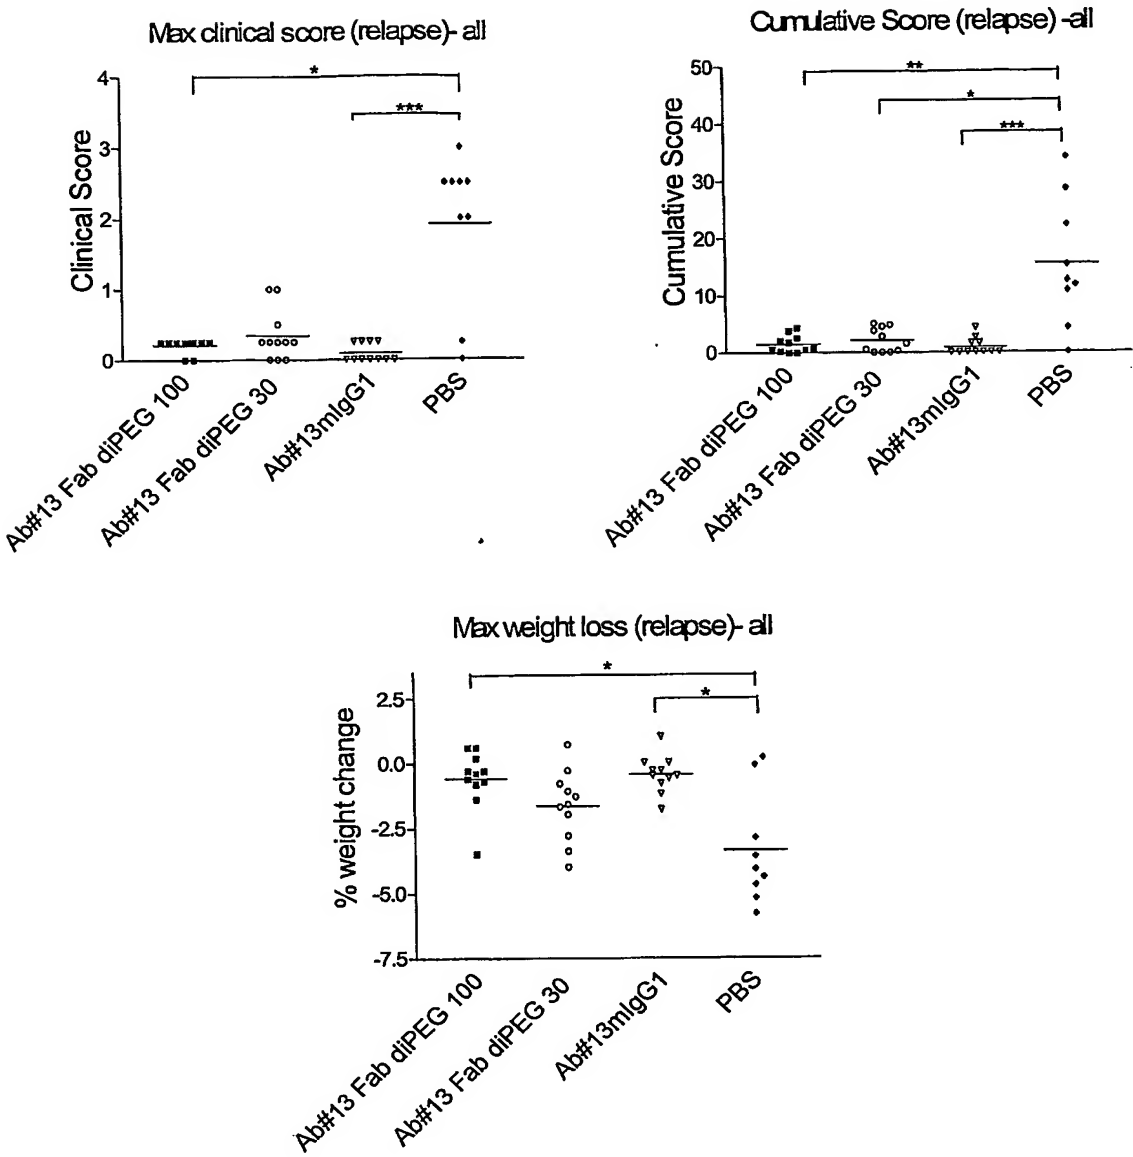 Max clinical score (relapse)- all
Clinical Score
4
3
2
1
0
*
***
Ab#13 Fab diPEG 100
Ab#13 Fab diPEG 30
Ab#13mIgG1
PBS
Cumulative Score (relapse) -all
Cumulative Score
50
40
30
20
10
0
**
*
***
Ab#13 Fab diPEG 100
Ab#13 Fab diPEG 30
Ab#13mIgG1
PBS
Max weight loss (relapse)- all
% weight change
2.5
0.0
-2.5
-5.0
-7.5
*
*
Ab#13 Fab diPEG 100
Ab#13 Fab diPEG 30
Ab#13mIgG1
PBS